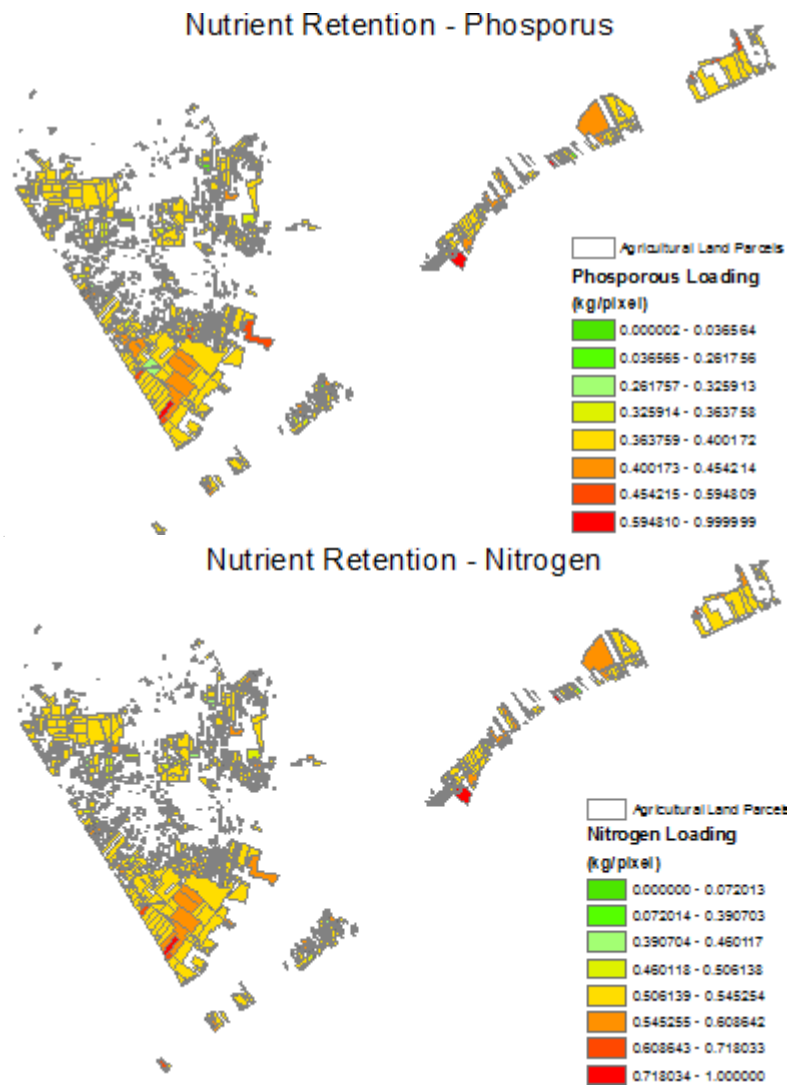 Nutrient Retention - Phosporus
Agricultural Land Parcels
Phosporous Loading
(kg/pixel)
0.000002 - 0.036564
0.036565 - 0.261756
0.261757 - 0.325913
0.325914 - 0.363758
0.363759 - 0.400172
0.400173 - 0.454214
0.454215 - 0.594809
0.594810 - 0.999999
Nutrient Retention - Nitrogen
Agricultural Land Parcels
Nitrogen Loading
(kg/pixel)
0.000000 - 0.072013
0.072014 - 0.390703
0.390704 - 0.460117
0.460118 - 0.506138
0.506139 - 0.545254
0.545255 - 0.608642
0.608643 - 0.718033
0.718034 - 1.000000